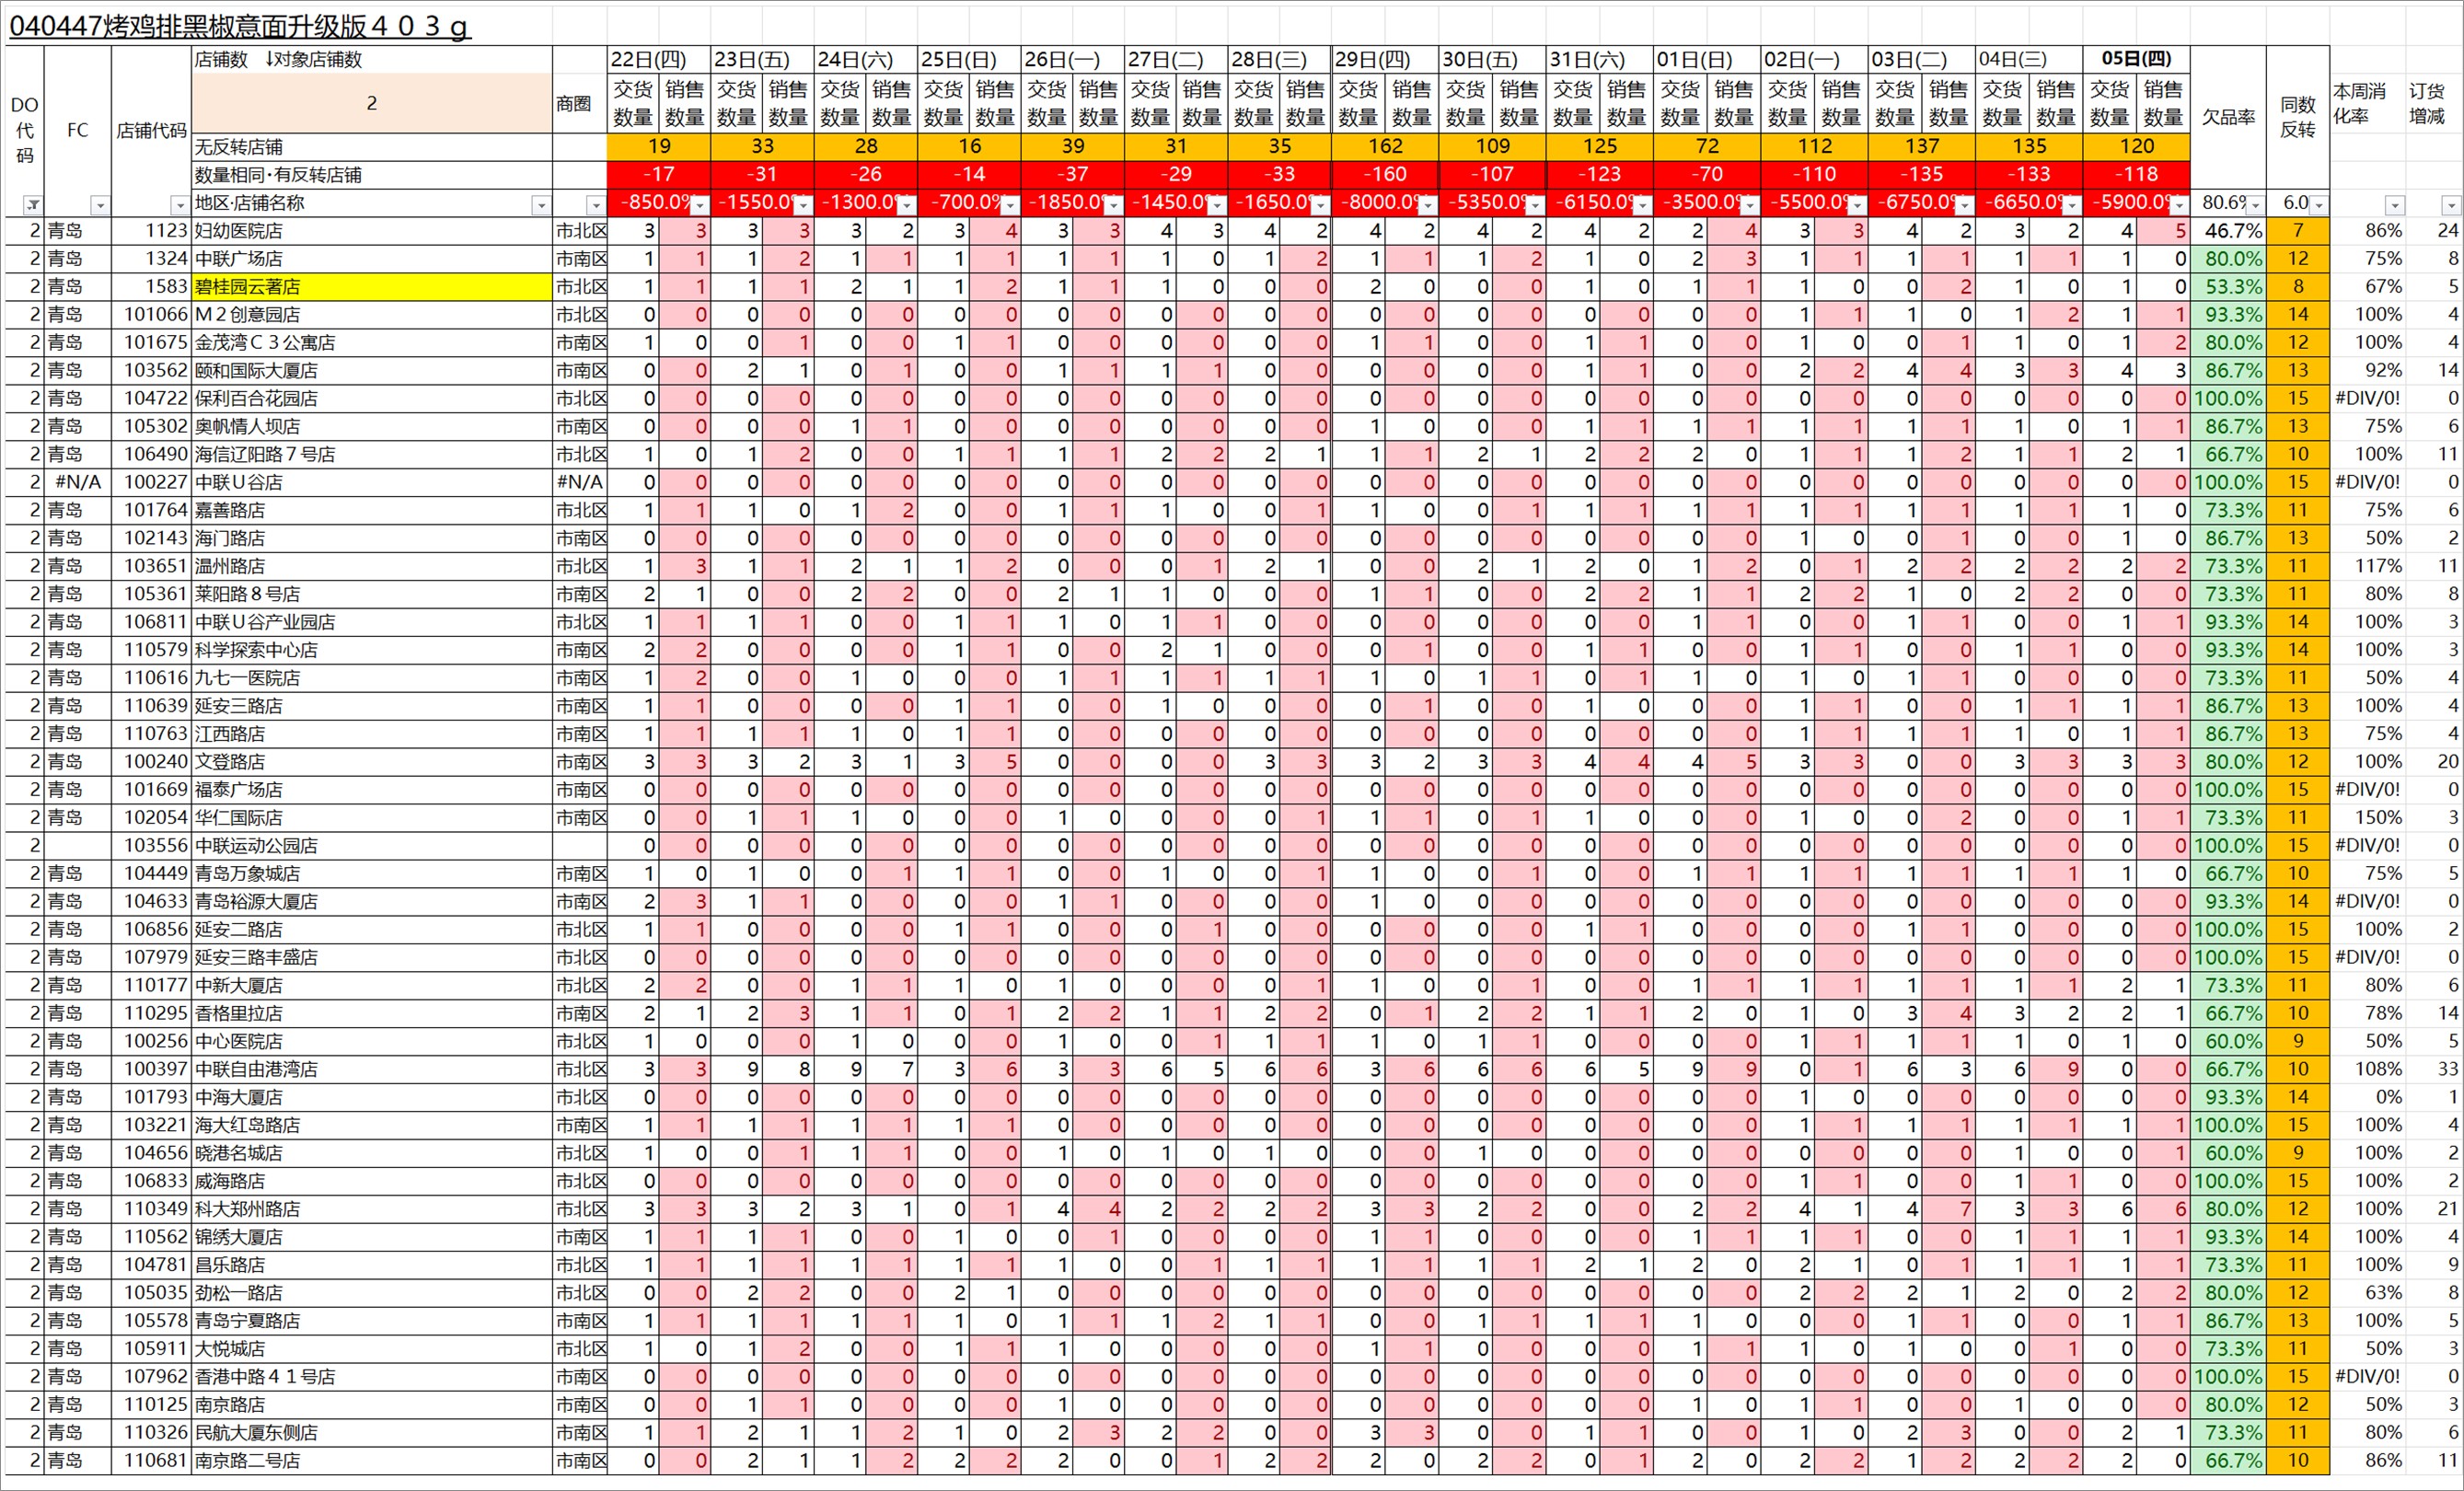 040447烤鸡排黑椒意面升级版４０３ｇ
DO代码 FC 店铺代码 店铺数 ↓对象店铺数 商圈 22日(四) 23日(五) 24日(六) 25日(日) 26日(一) 27日(二) 28日(三) 29日(四) 30日(五) 31日(六) 01日(日) 02日(一) 03日(二) 04日(三) 05日(四) 欠品率 同数反转 本周消化率 订货增减
2 交货数量 销售数量 交货数量 销售数量 交货数量 销售数量 交货数量 销售数量 交货数量 销售数量 交货数量 销售数量 交货数量 销售数量 交货数量 销售数量 交货数量 销售数量 交货数量 销售数量 交货数量 销售数量 交货数量 销售数量 交货数量 销售数量 交货数量 销售数量 交货数量 销售数量
无反转店铺 19 33 28 16 39 31 35 162 109 125 72 112 137 135 120
数量相同·有反转店铺 -17 -31 -26 -14 -37 -29 -33 -160 -107 -123 -70 -110 -135 -133 -118
地区·店铺名称 -850.0% -1550.0% -1300.0% -700.0% -1850.0% -1450.0% -1650.0% -8000.0% -5350.0% -6150.0% -3500.0% -5500.0% -6750.0% -6650.0% -5900.0% 80.6% 6.0
2 青岛 1123 妇幼医院店 市北区 3 3 3 3 3 2 3 4 3 3 4 3 4 2 4 2 4 2 4 2 2 4 3 3 4 2 3 2 4 5 46.7% 7 86% 24
2 青岛 1324 中联广场店 市南区 1 1 1 2 1 1 1 1 1 1 1 0 1 2 1 1 1 2 1 0 2 3 1 1 1 1 1 1 1 0 80.0% 12 75% 8
2 青岛 1583 碧桂园云著店 市北区 1 1 1 1 2 1 1 2 1 1 1 0 0 0 2 0 0 0 1 0 1 1 1 0 0 2 1 0 1 0 53.3% 8 67% 5
2 青岛 101066 Ｍ２创意园店 市北区 0 0 0 0 0 0 0 0 0 0 0 0 0 0 0 0 0 0 0 0 0 0 1 1 1 0 1 2 1 1 93.3% 14 100% 4
2 青岛 101675 金茂湾Ｃ３公寓店 市南区 1 0 0 1 0 0 1 1 0 0 0 0 0 0 1 1 0 0 1 1 0 0 1 0 0 1 1 0 1 2 80.0% 12 100% 4
2 青岛 103562 颐和国际大厦店 市南区 0 0 2 1 0 1 0 0 1 1 1 1 0 0 0 0 0 0 1 1 0 0 2 2 4 4 3 3 4 3 86.7% 13 92% 14
2 青岛 104722 保利百合花园店 市北区 0 0 0 0 0 0 0 0 0 0 0 0 0 0 0 0 0 0 0 0 0 0 0 0 0 0 0 0 0 0 100.0% 15 #DIV/0! 0
2 青岛 105302 奥帆情人坝店 市南区 0 0 0 0 1 1 0 0 0 0 0 0 0 0 1 0 0 0 1 1 1 1 1 1 1 1 1 0 1 1 86.7% 13 75% 6
2 青岛 106490 海信辽阳路７号店 市北区 1 0 1 2 0 0 1 1 1 1 2 2 2 1 1 1 2 1 2 2 2 0 1 1 1 2 1 1 2 1 66.7% 10 100% 11
2 #N/A 100227 中联Ｕ谷店 #N/A 0 0 0 0 0 0 0 0 0 0 0 0 0 0 0 0 0 0 0 0 0 0 0 0 0 0 0 0 0 0 100.0% 15 #DIV/0! 0
2 青岛 101764 嘉善路店 市北区 1 1 1 0 1 2 0 0 1 1 1 0 0 1 1 0 0 1 1 1 1 1 1 1 1 1 1 1 1 0 73.3% 11 75% 6
2 青岛 102143 海门路店 市南区 0 0 0 0 0 0 0 0 0 0 0 0 0 0 0 0 0 0 0 0 0 0 1 0 0 1 0 0 1 0 86.7% 13 50% 2
2 青岛 103651 温州路店 市北区 1 3 1 1 2 1 1 2 0 0 0 1 2 1 0 0 2 1 2 0 1 2 0 1 2 2 2 2 2 2 73.3% 11 117% 11
2 青岛 105361 莱阳路８号店 市南区 2 1 0 0 2 2 0 0 2 1 1 0 0 0 1 1 0 0 2 2 1 1 2 2 1 0 2 2 0 0 73.3% 11 80% 8
2 青岛 106811 中联Ｕ谷产业园店 市北区 1 1 1 1 0 0 1 1 1 0 1 1 0 0 0 0 0 0 0 0 1 1 0 0 1 1 0 0 1 1 93.3% 14 100% 3
2 青岛 110579 科学探索中心店 市南区 2 2 0 0 0 0 1 1 0 0 2 1 0 0 0 1 0 0 1 1 0 0 1 1 0 0 1 1 0 0 93.3% 14 100% 3
2 青岛 110616 九七一医院店 市南区 1 2 0 0 1 0 0 0 1 1 1 1 1 1 1 0 1 1 0 1 1 0 1 0 1 1 0 0 0 0 73.3% 11 50% 4
2 青岛 110639 延安三路店 市南区 1 1 0 0 0 0 1 1 0 0 1 0 0 0 0 1 0 0 1 0 0 0 1 1 0 0 1 1 1 1 86.7% 13 100% 4
2 青岛 110763 江西路店 市南区 1 1 1 1 1 0 1 1 0 0 0 0 0 0 0 0 0 0 0 0 0 0 1 1 1 1 1 0 1 1 86.7% 13 75% 4
2 青岛 100240 文登路店 市南区 3 3 3 2 3 1 3 5 0 0 0 0 3 3 3 2 3 3 4 4 4 5 3 3 0 0 3 3 3 3 80.0% 12 100% 20
2 青岛 101669 福泰广场店 市南区 0 0 0 0 0 0 0 0 0 0 0 0 0 0 0 0 0 0 0 0 0 0 0 0 0 0 0 0 0 0 100.0% 15 #DIV/0! 0
2 青岛 102054 华仁国际店 市南区 0 0 1 1 1 0 0 0 1 0 0 0 0 1 1 1 0 1 1 0 0 0 1 0 0 2 0 0 1 1 73.3% 11 150% 3
2 103556 中联运动公园店 0 0 0 0 0 0 0 0 0 0 0 0 0 0 0 0 0 0 0 0 0 0 0 0 0 0 0 0 0 0 100.0% 15 #DIV/0! 0
2 青岛 104449 青岛万象城店 市南区 1 0 1 0 0 1 1 1 0 0 1 0 0 1 1 0 0 1 0 0 1 1 1 1 1 1 1 1 1 0 66.7% 10 75% 5
2 青岛 104633 青岛裕源大厦店 市南区 2 3 1 1 0 0 0 0 1 1 0 0 0 0 1 0 0 0 0 0 0 0 0 0 0 0 0 0 0 0 93.3% 14 #DIV/0! 0
2 青岛 106856 延安二路店 市北区 1 1 0 0 0 0 1 1 0 0 0 1 0 0 0 0 0 0 1 1 0 0 0 0 1 1 0 0 0 0 100.0% 15 100% 2
2 青岛 107979 延安三路丰盛店 市北区 0 0 0 0 0 0 0 0 0 0 0 0 0 0 0 0 0 0 0 0 0 0 0 0 0 0 0 0 0 0 100.0% 15 #DIV/0! 0
2 青岛 110177 中新大厦店 市北区 2 2 0 0 1 1 1 0 1 0 0 0 0 1 1 0 0 1 0 0 1 1 1 1 1 1 1 1 2 1 73.3% 11 80% 6
2 青岛 110295 香格里拉店 市南区 2 1 2 3 1 1 0 1 2 2 1 1 2 2 0 1 2 2 1 1 2 0 1 0 3 4 3 2 2 1 66.7% 10 78% 14
2 青岛 100256 中心医院店 市北区 1 0 0 0 1 0 0 0 1 0 0 1 1 1 1 0 1 1 0 0 0 0 1 1 1 1 1 0 1 0 60.0% 9 50% 5
2 青岛 100397 中联自由港湾店 市北区 3 3 9 8 9 7 3 6 3 3 6 5 6 6 3 6 6 6 6 5 9 9 0 1 6 3 6 9 0 0 66.7% 10 108% 33
2 青岛 101793 中海大厦店 市北区 0 0 0 0 0 0 0 0 0 0 0 0 0 0 0 0 0 0 0 0 0 0 1 0 0 0 0 0 0 0 93.3% 14 0% 1
2 青岛 103221 海大红岛路店 市南区 1 1 1 1 1 1 1 1 0 0 0 0 0 0 0 0 0 0 0 0 0 0 1 1 1 1 1 1 1 1 100.0% 15 100% 4
2 青岛 104656 晓港名城店 市北区 1 0 0 1 1 1 0 0 1 0 1 0 1 0 0 0 1 0 0 0 0 0 0 0 0 0 1 0 0 1 60.0% 9 100% 2
2 青岛 106833 威海路店 市北区 0 0 0 0 0 0 0 0 0 0 0 0 0 0 0 0 0 0 0 0 0 0 1 1 0 0 1 1 0 0 100.0% 15 100% 2
2 青岛 110349 科大郑州路店 市北区 3 3 3 2 3 1 0 1 4 4 2 2 2 2 3 3 2 2 0 0 2 2 4 1 4 7 3 3 6 6 80.0% 12 100% 21
2 青岛 110562 锦绣大厦店 市南区 1 1 1 1 0 0 1 0 0 1 0 0 0 0 1 1 0 0 0 0 1 1 1 1 0 0 1 1 1 1 93.3% 14 100% 4
2 青岛 104781 昌乐路店 市北区 1 1 1 1 1 1 1 1 1 0 0 1 1 1 1 1 1 1 2 1 2 0 2 1 0 1 1 1 1 1 73.3% 11 100% 9
2 青岛 105035 劲松一路店 市北区 0 0 2 2 0 0 2 1 0 0 0 0 0 0 0 0 0 0 0 0 0 0 2 2 2 1 2 0 2 2 80.0% 12 63% 8
2 青岛 105578 青岛宁夏路店 市南区 1 1 1 1 1 1 1 0 1 1 1 2 1 1 0 0 1 1 1 1 1 0 0 0 1 1 0 0 1 1 86.7% 13 100% 5
2 青岛 105911 大悦城店 市北区 1 0 1 2 0 0 1 1 1 0 0 0 0 0 1 1 0 0 0 0 1 1 1 0 1 0 0 1 0 0 73.3% 11 50% 3
2 青岛 107962 香港中路４１号店 市南区 0 0 0 0 0 0 0 0 0 0 0 0 0 0 0 0 0 0 0 0 0 0 0 0 0 0 0 0 0 0 100.0% 15 #DIV/0! 0
2 青岛 110125 南京路店 市南区 0 0 1 1 0 0 0 0 1 0 0 0 0 0 0 0 0 0 0 0 1 0 1 1 0 0 1 0 0 0 80.0% 12 50% 3
2 青岛 110326 民航大厦东侧店 市南区 1 1 2 1 1 2 1 0 2 3 2 2 0 0 3 3 0 0 1 1 0 0 1 0 2 3 0 0 2 1 73.3% 11 80% 6
2 青岛 110681 南京路二号店 市南区 0 0 2 1 1 2 2 2 2 0 0 1 2 2 2 0 2 2 0 1 2 0 2 2 1 2 2 2 2 0 66.7% 10 86% 11